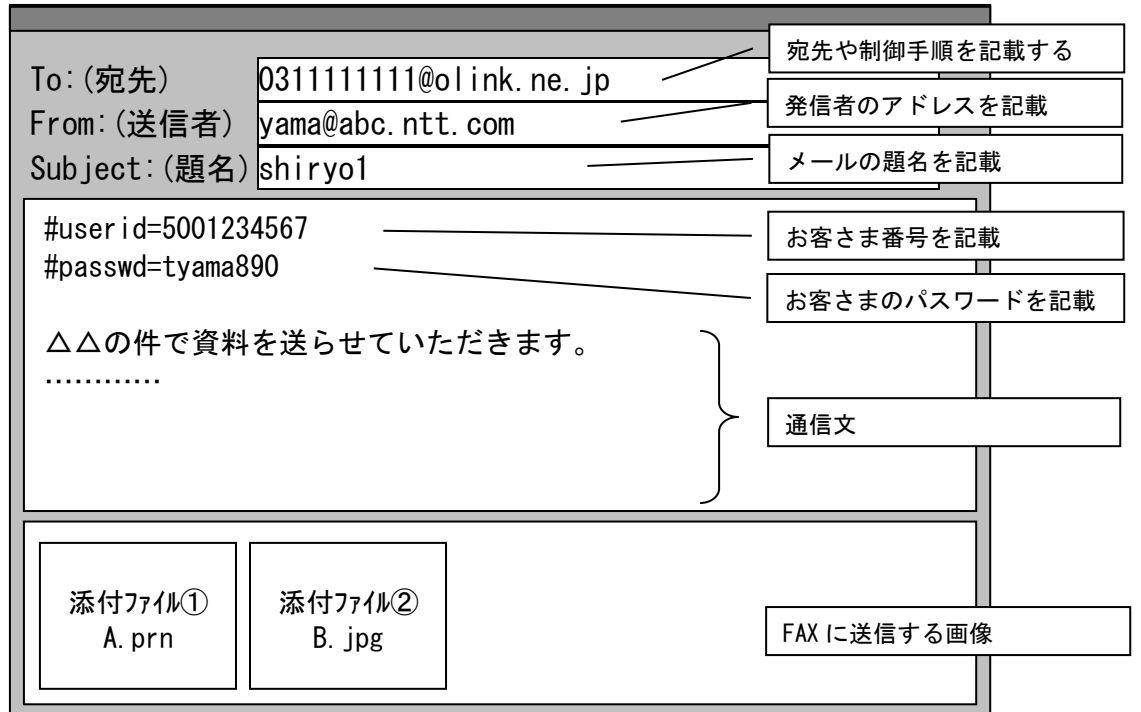 To:(宛先) 0311111111@olink.ne.jp
宛先や制御手順を記載する
From:(送信者) yama@abc.ntt.com
発信者のアドレスを記載
Subject:(題名) shiryo1
メールの題名を記載
#userid=5001234567
お客さま番号を記載
#passwd=tyama890
お客さまのパスワードを記載
△△の件で資料を送らせていただきます。
…………
通信文
添付ファイル①
A.prn
添付ファイル②
B.jpg
FAXに送信する画像